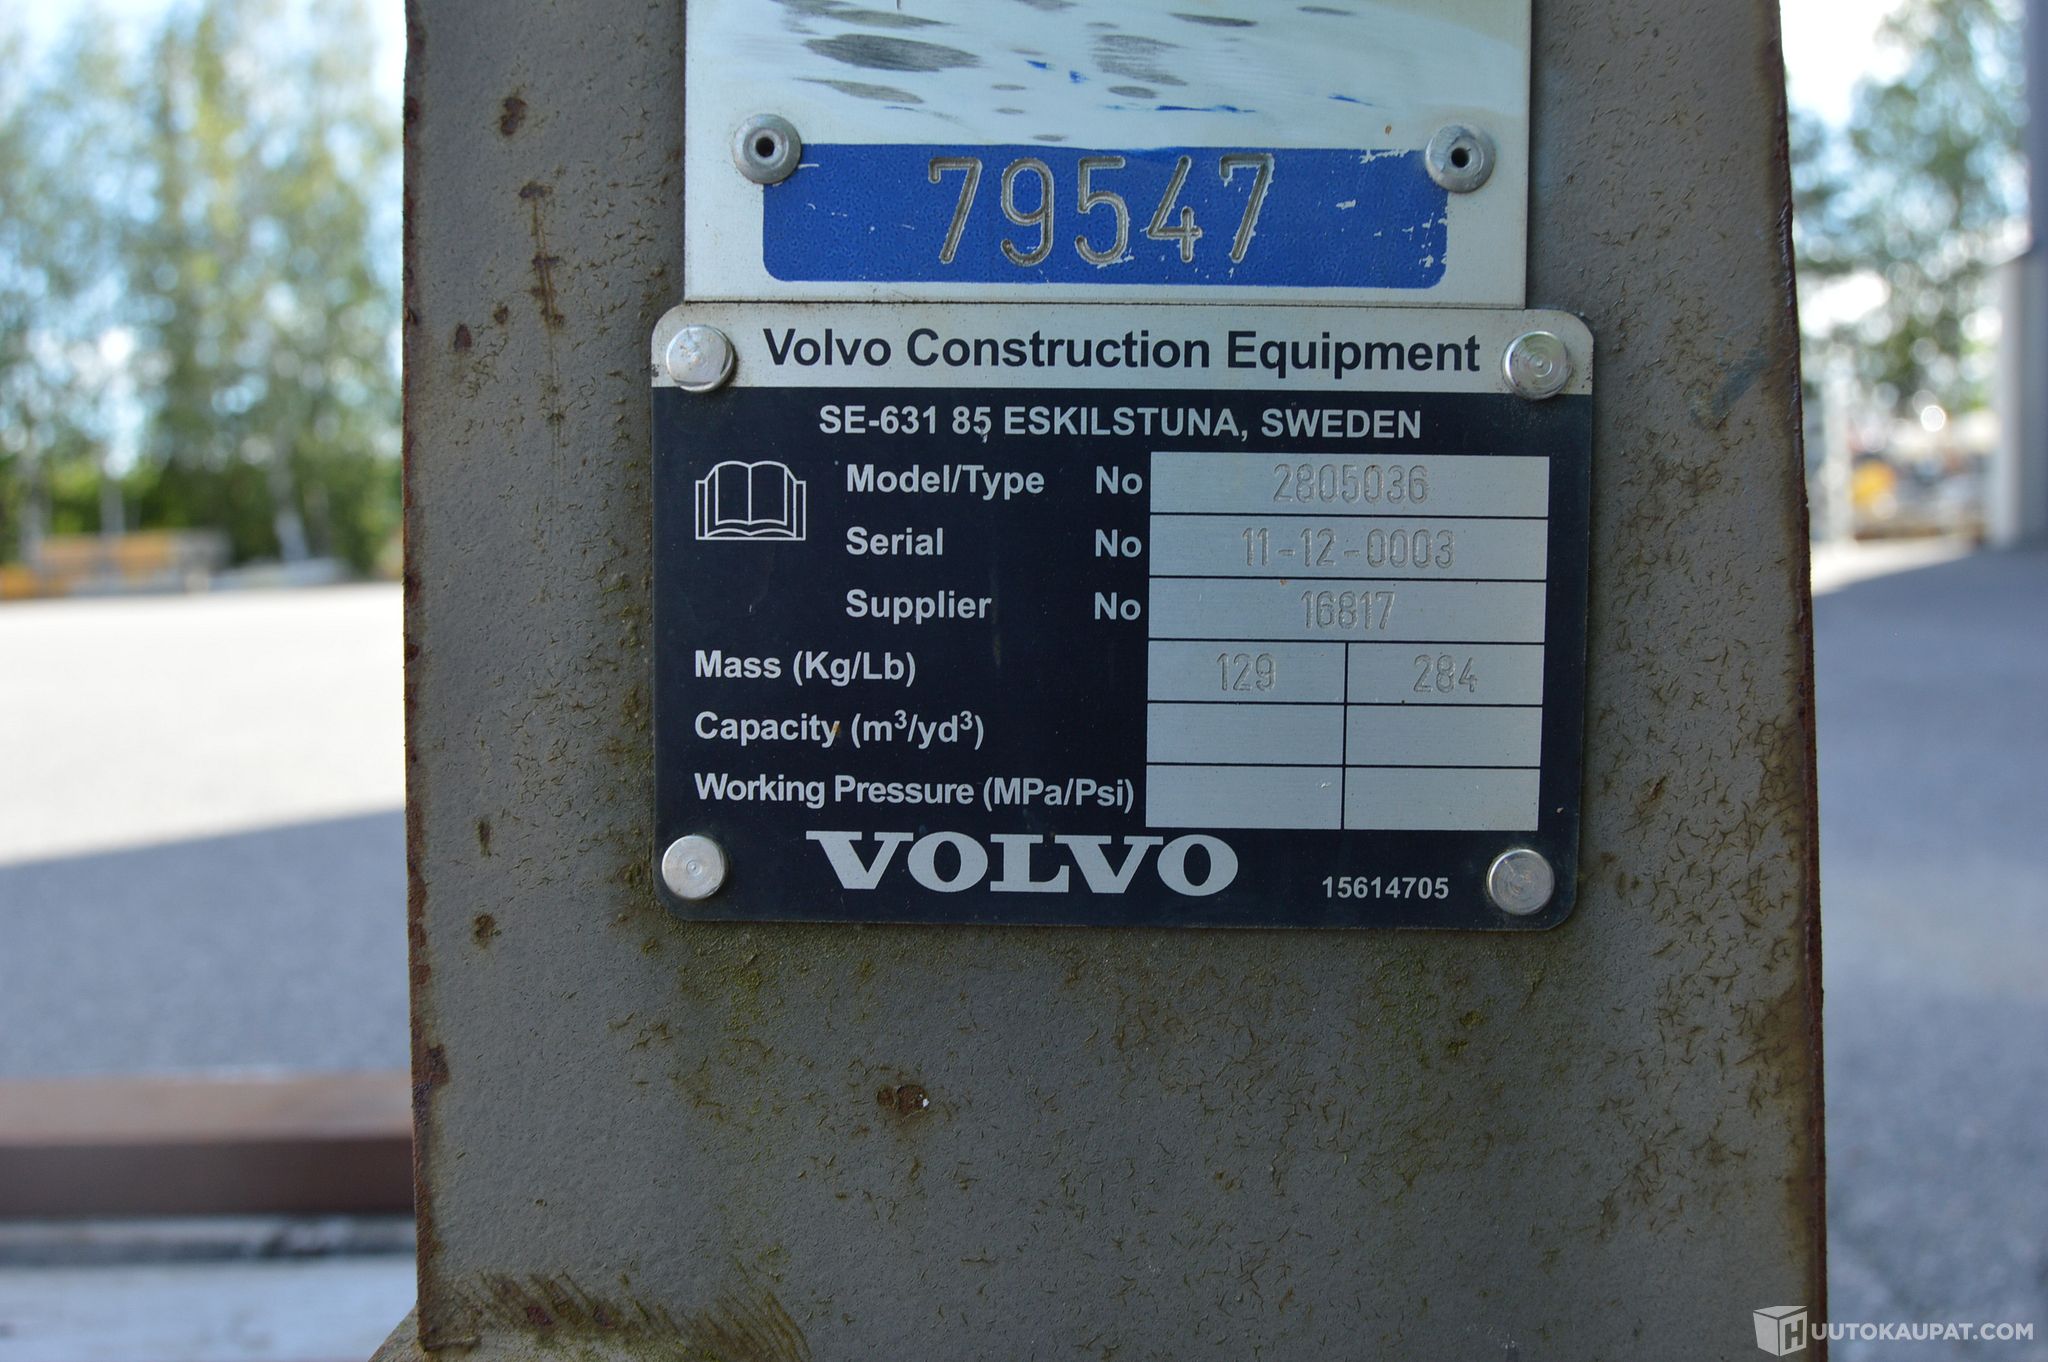 79547
Volvo Construction Equipment
SE-631 85 ESKILSTUNA, SWEDEN
Model/Type No 2805036
Serial No 11-12-0003
Supplier No 16817
Mass (Kg/Lb) 129 284
Capacity (m³/yd³)
Working Pressure (MPa/Psi)
VOLVO
15614705
HUUTOKAUPAT.COM